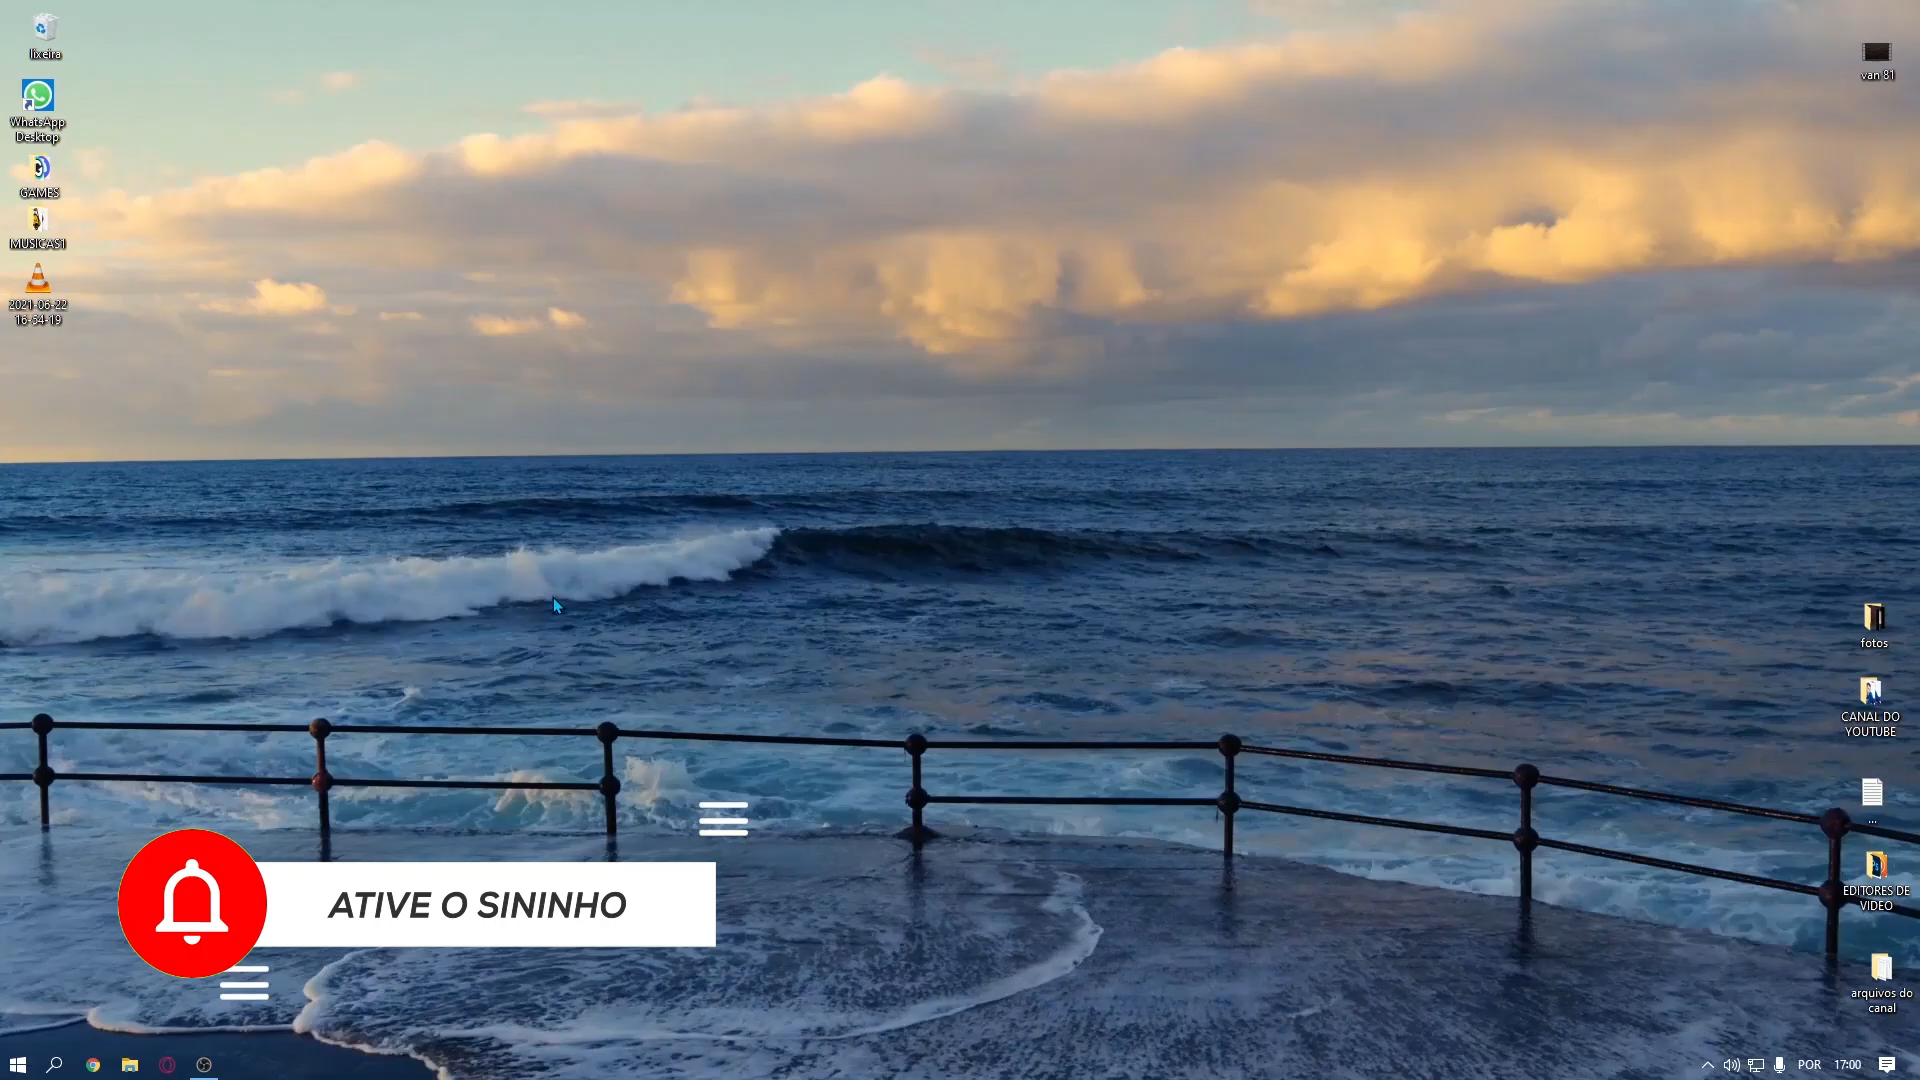 lixeira
WhatsApp
Desktop
GAMES
MUSICAS1
2021-06-22
16-54-19
van 81
fotos
CANAL DO
YOUTUBE
...
EDITORES DE
VIDEO
arquivos do
canal
ATIVE O SININHO
POR
17:00